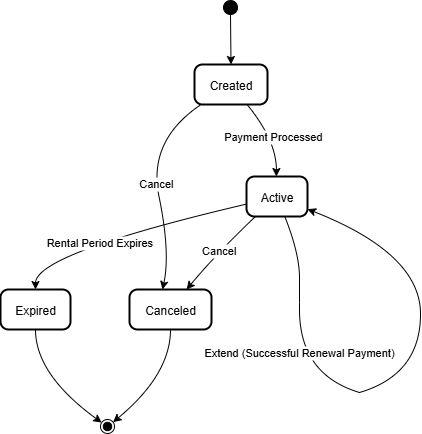 Created
Payment Processed
Cancel
Active
Rental Period Expires
Cancel
Expired
Canceled
Extend (Successful Renewal Payment)